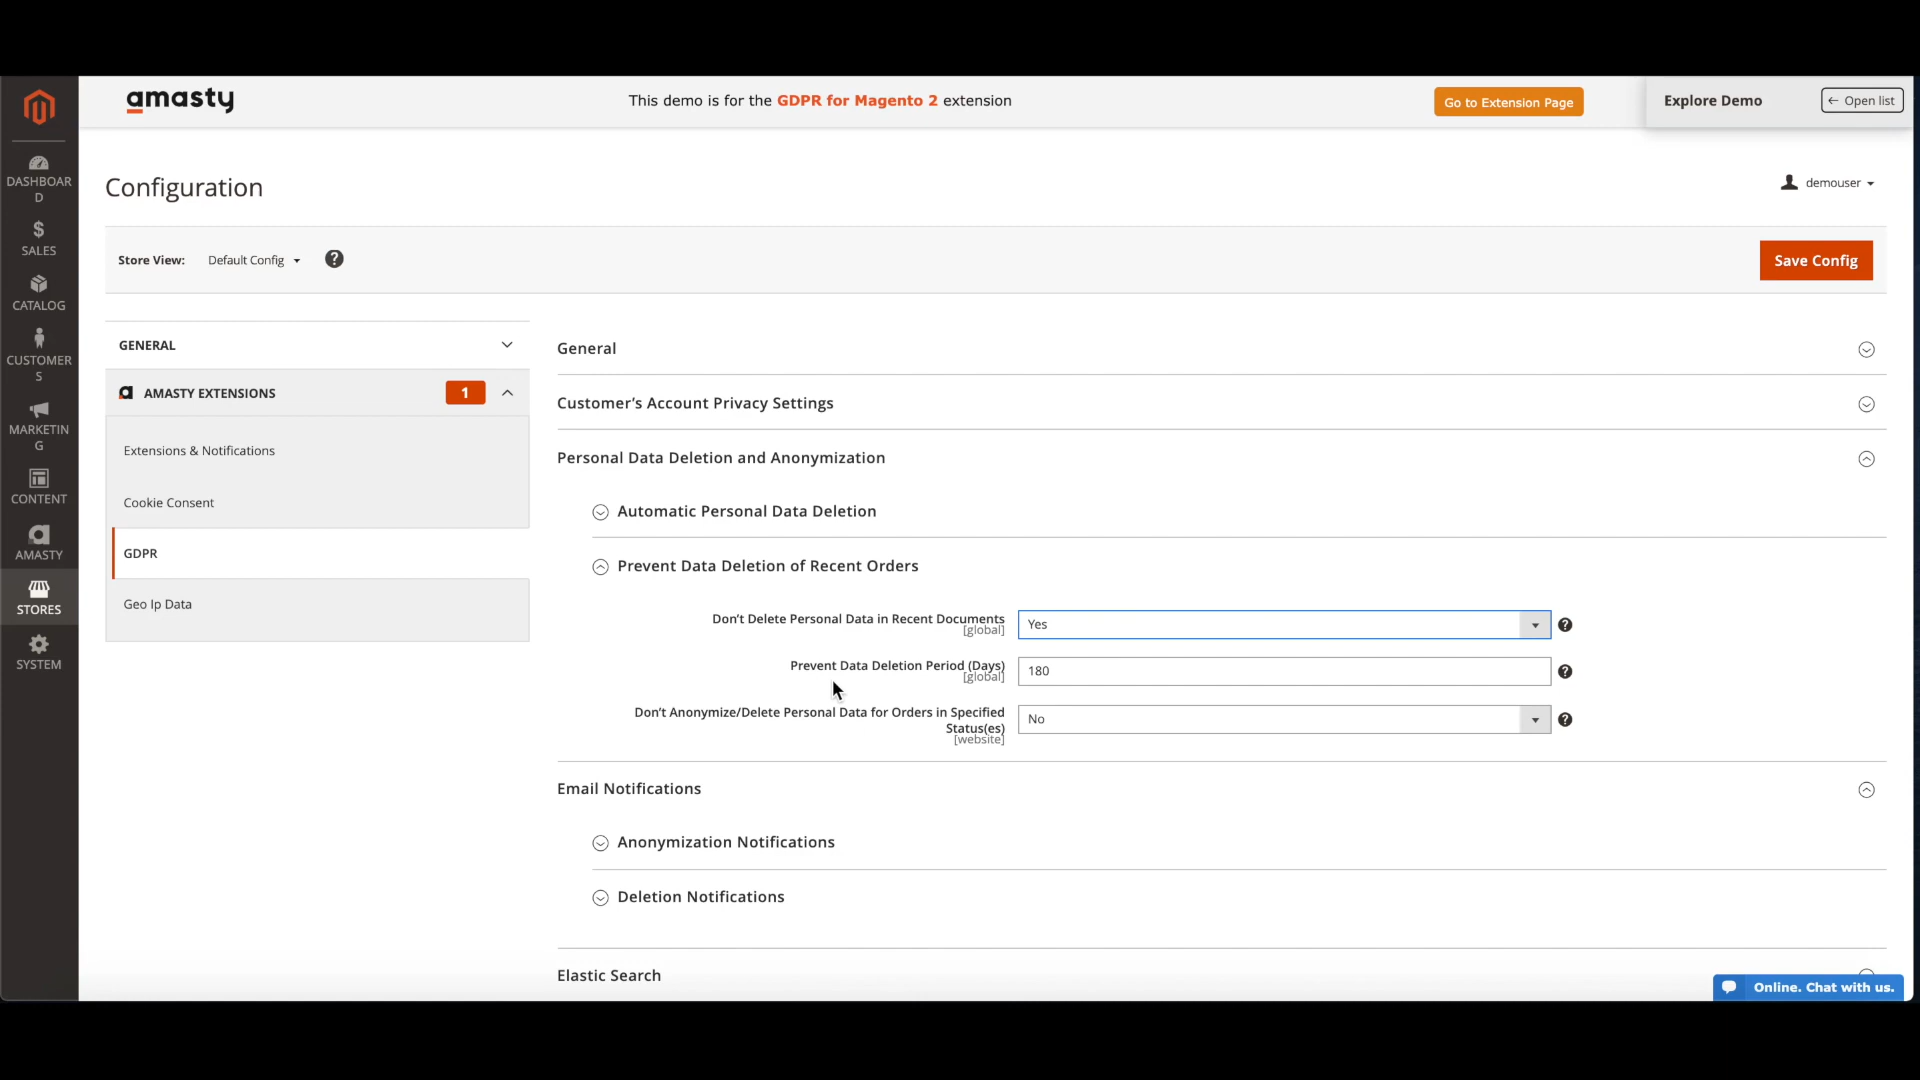 amasty
This demo is for the GDPR for Magento 2 extension
Go to Extension Page
Explore Demo
← Open list
DASHBOAR
D
SALES
CATALOG
CUSTOMER
S
MARKETIN
G
CONTENT
AMASTY
STORES
SYSTEM
Configuration
demouser
Store View:
Default Config
?
Save Config
GENERAL
AMASTY EXTENSIONS
1
Extensions & Notifications
Cookie Consent
GDPR
Geo Ip Data
General
Customer's Account Privacy Settings
Personal Data Deletion and Anonymization
Automatic Personal Data Deletion
Prevent Data Deletion of Recent Orders
Don't Delete Personal Data in Recent Documents
[global]
Yes
?
Prevent Data Deletion Period (Days)
[global]
180
?
Don't Anonymize/Delete Personal Data for Orders in Specified
Status(es)
[website]
No
?
Email Notifications
Anonymization Notifications
Deletion Notifications
Elastic Search
Online. Chat with us.